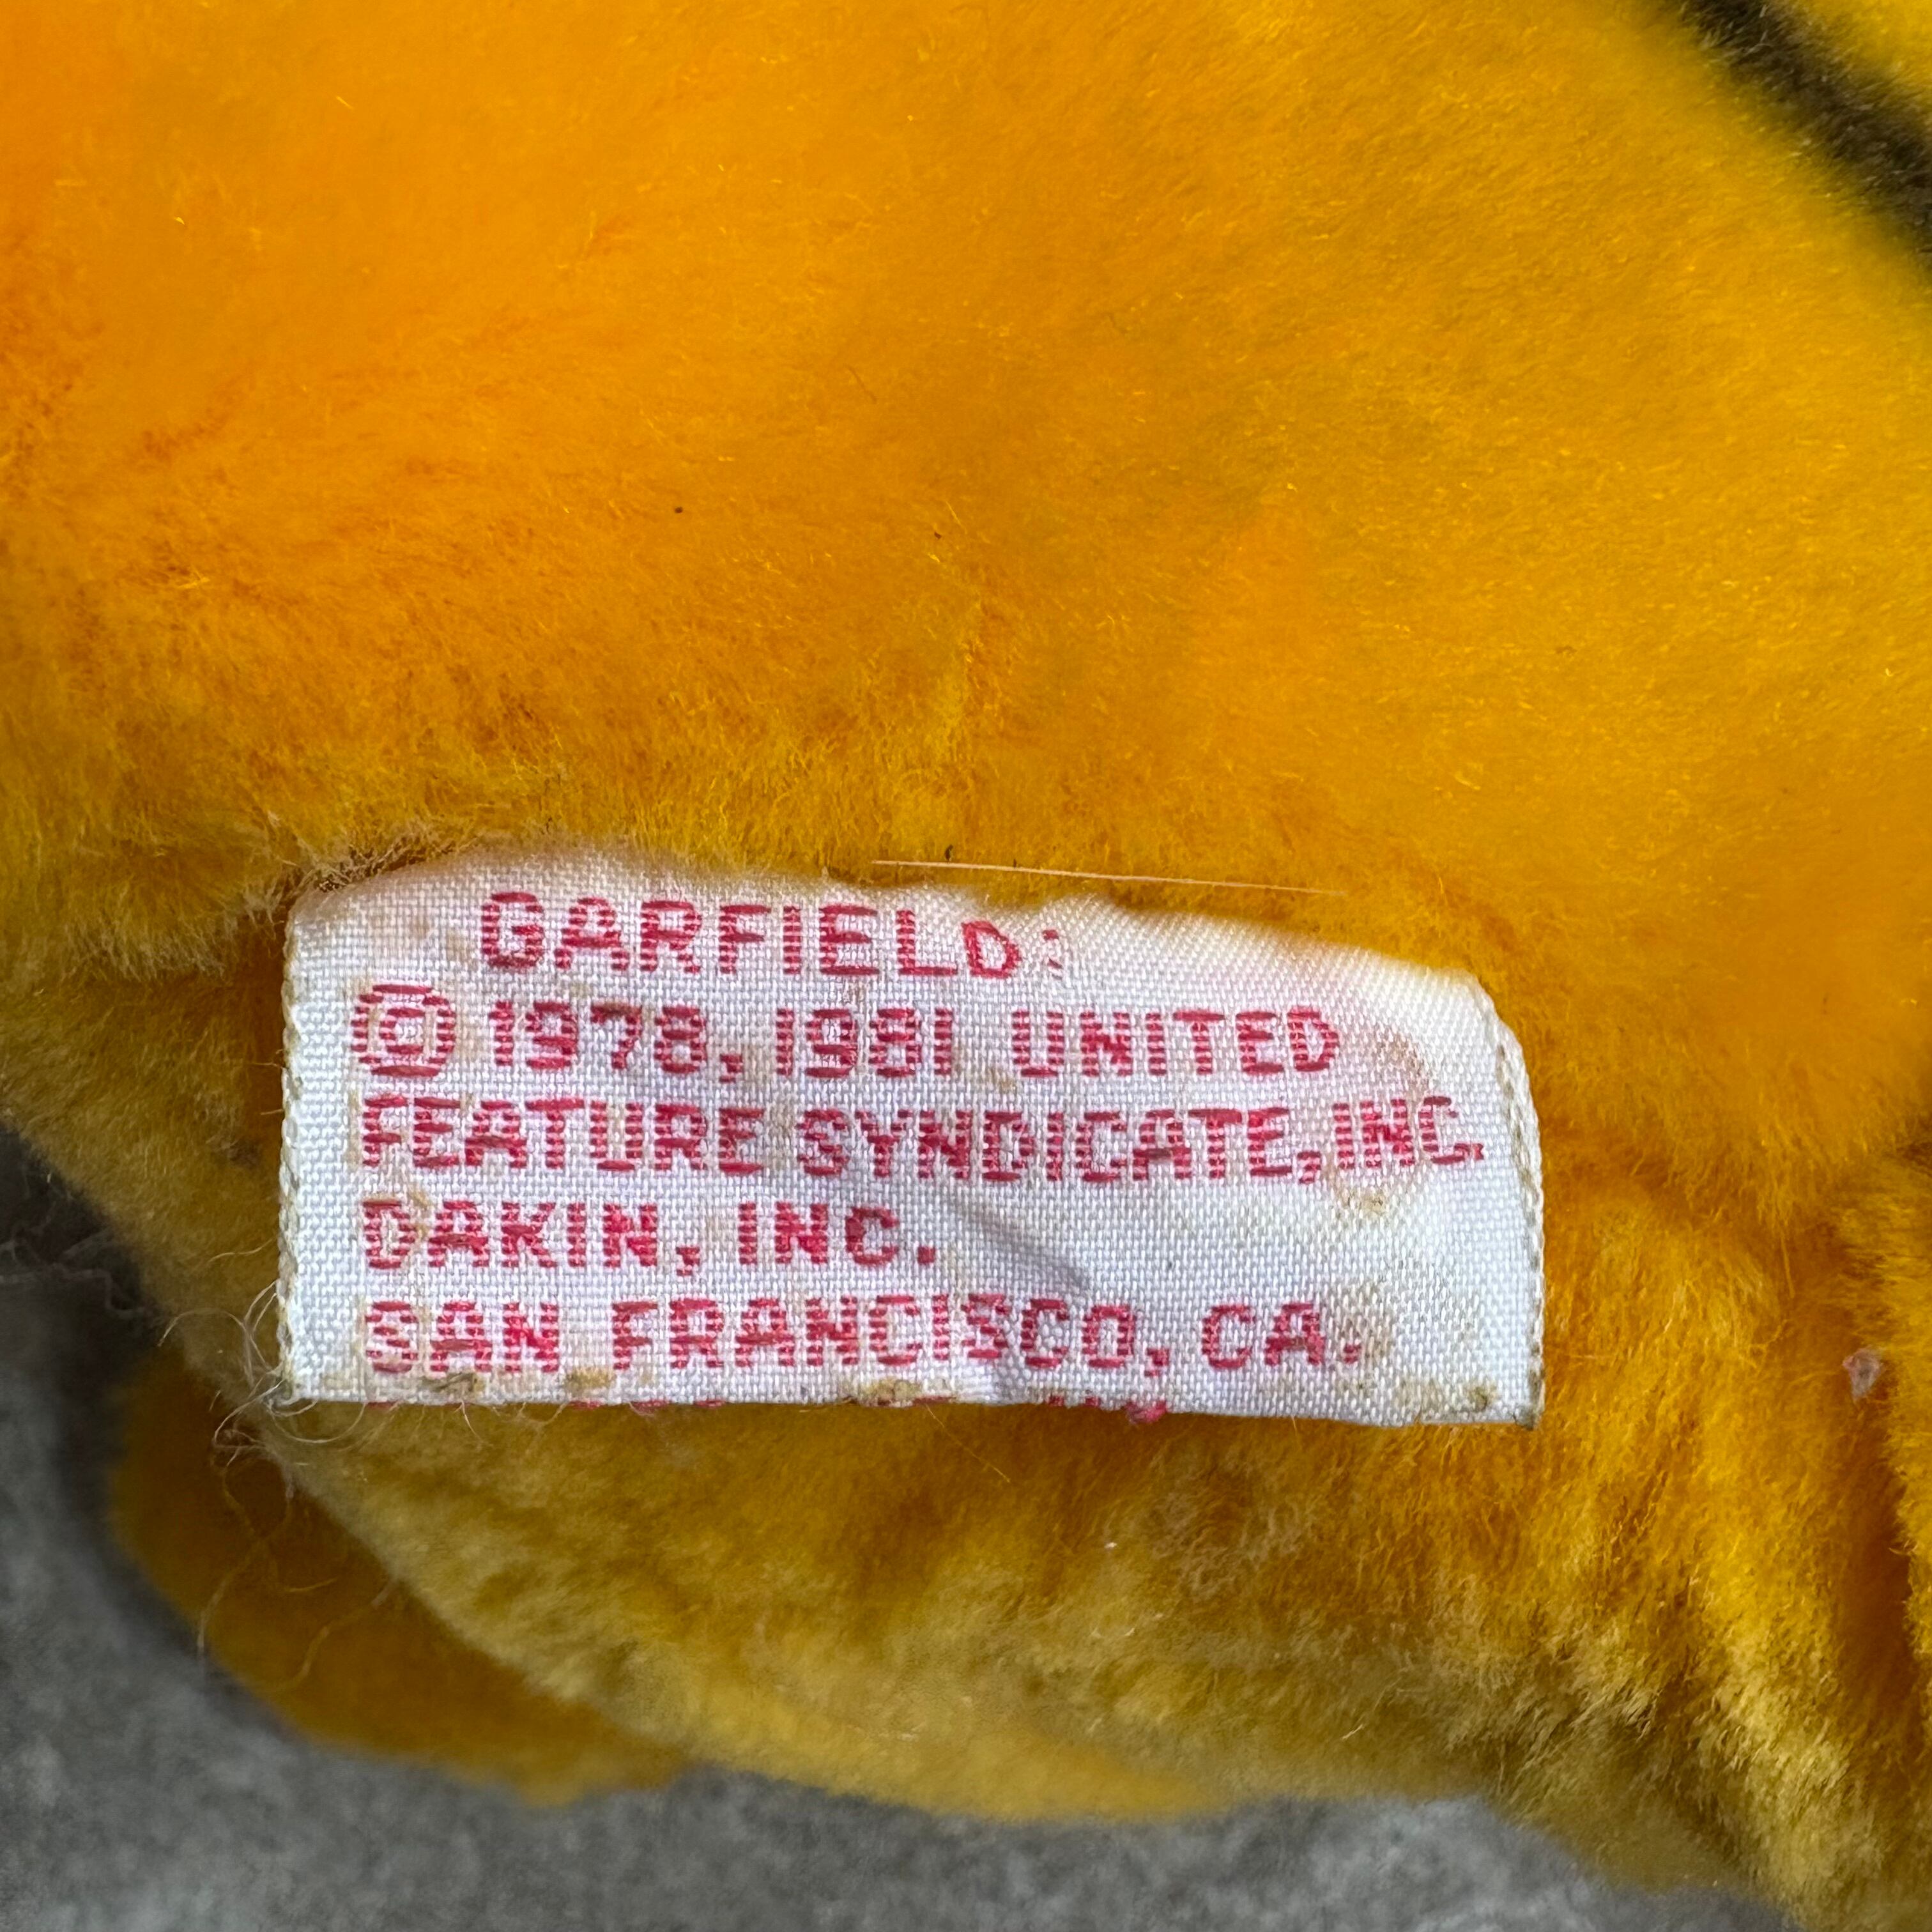 GARFIELD:
© 1978, 1981 UNITED
FEATURE SYNDICATE, INC.
DAKIN, INC.
SAN FRANCISCO, CA.